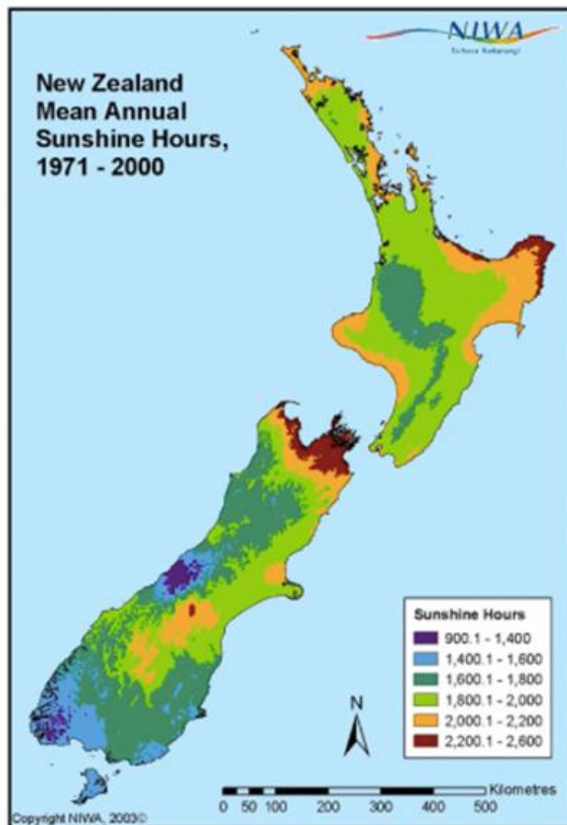 NIWA
Taihoro Nukurangi
New Zealand
Mean Annual
Sunshine Hours,
1971 - 2000
Sunshine Hours
900.1 - 1,400
1,400.1 - 1,600
1,600.1 - 1,800
1,800.1 - 2,000
2,000.1 - 2,200
2,200.1 - 2,600
N
Kilometres
0 50 100 200 300 400 500
Copyright NIWA, 2003©